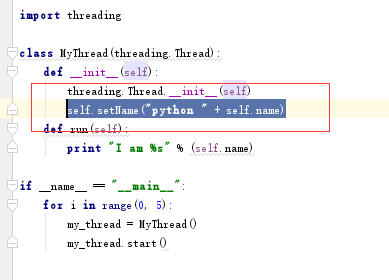 import threading
class MyThread(threading.Thread):
    def __init__(self):
        threading.Thread.__init__(self)
        self.setName("python " + self.name)
    def run(self):
        print "I am %s" % (self.name)
if __name__ == "__main__":
    for i in range(0, 5):
        my_thread = MyThread()
        my_thread.start()